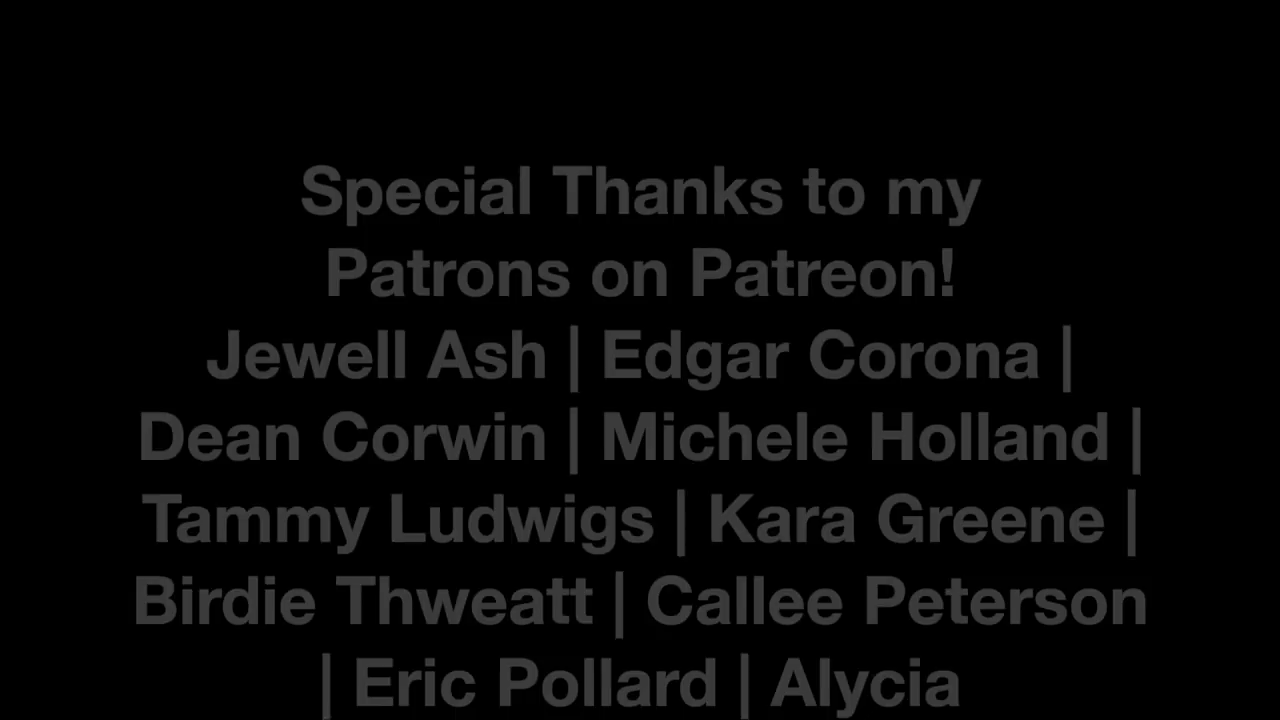 Special Thanks to my
Patrons on Patreon!
Jewell Ash | Edgar Corona |
Dean Corwin | Michele Holland |
Tammy Ludwigs | Kara Greene |
Birdie Thweatt | Callee Peterson
| Eric Pollard | Alycia